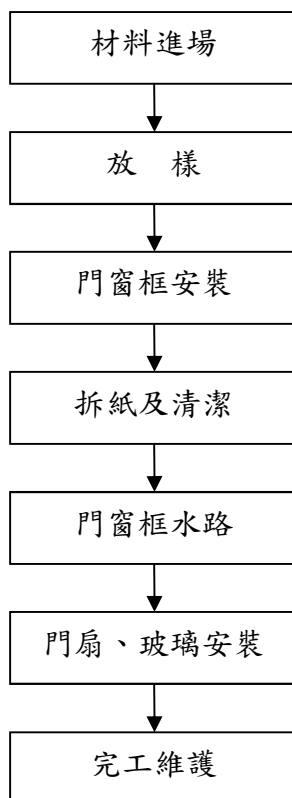 材料進場
放　樣
門窗框安裝
拆紙及清潔
門窗框水路
門扇、玻璃安裝
完工維護